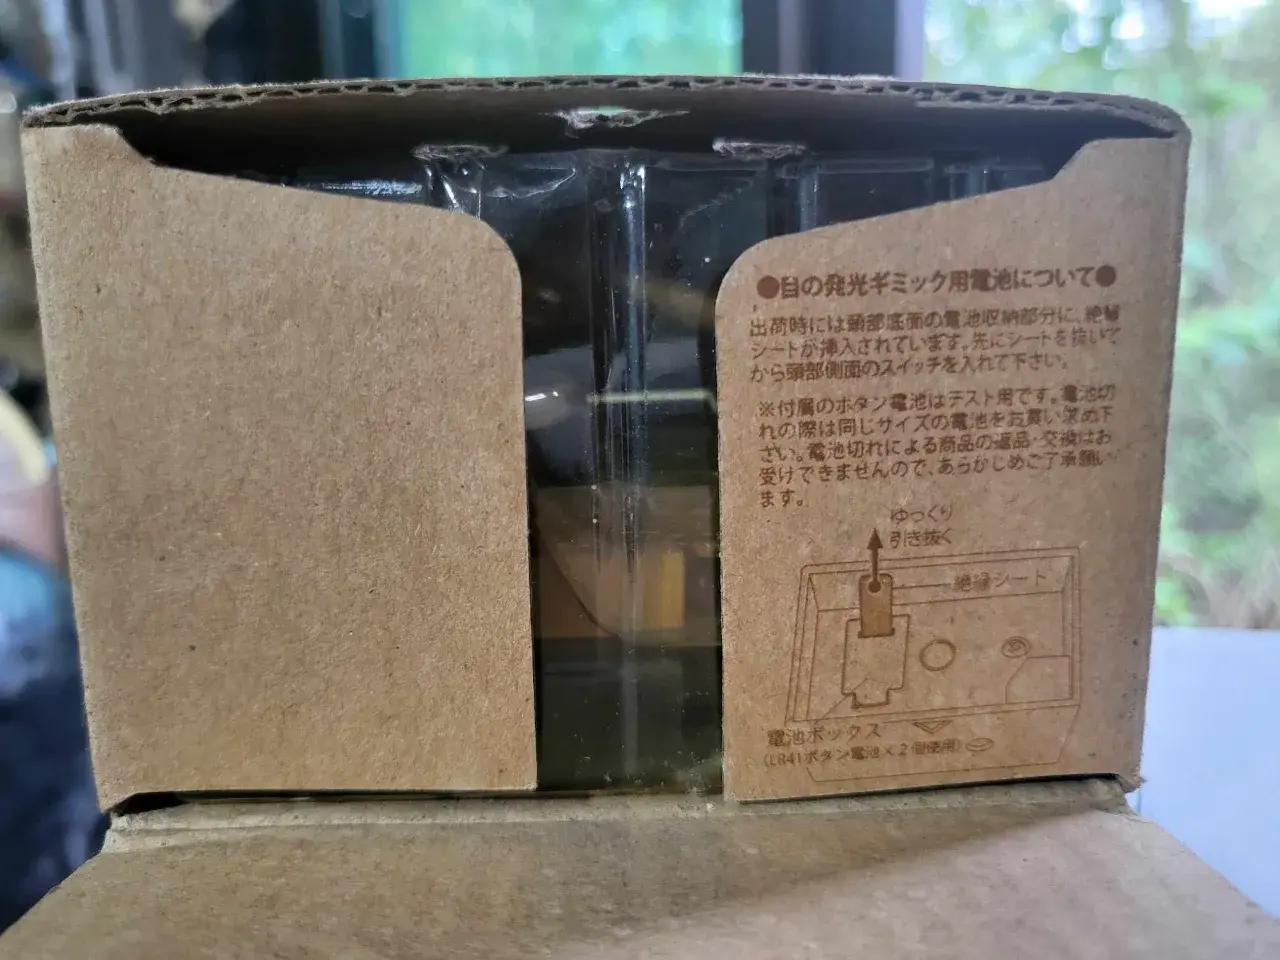 ●目の発光ギミック用電池について●
出荷時には頭部底面の電池収納部分に、絶縁
シートが挿入されています。先にシートを抜いて
から頭部側面のスイッチを入れて下さい。
※付属のボタン電池はテスト用です。電池切
れの際は同じサイズの電池をお買い求め下
さい。電池切れによる商品の返品・交換はお
受けできませんので、あらかじめご了承願い
ます。
ゆっくり
引き抜く
絶縁シート
電池ボックス
(LR41ボタン電池×2個使用)